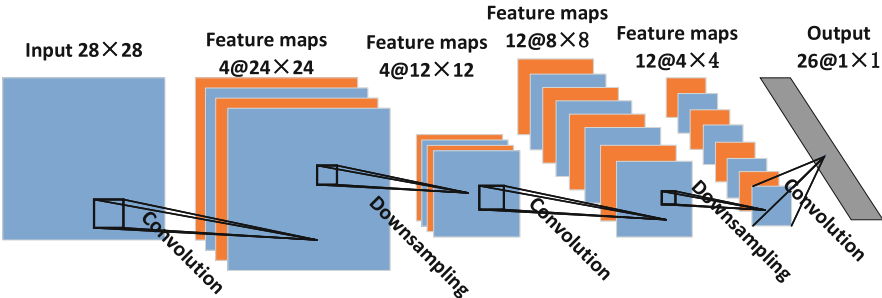 Input 28×28
Feature maps
4@24×24
Feature maps
4@12×12
Feature maps
12@8×8
Feature maps
12@4×4
Output
26@1×1
Convolution
Downsampling
Convolution
Downsampling
Convolution